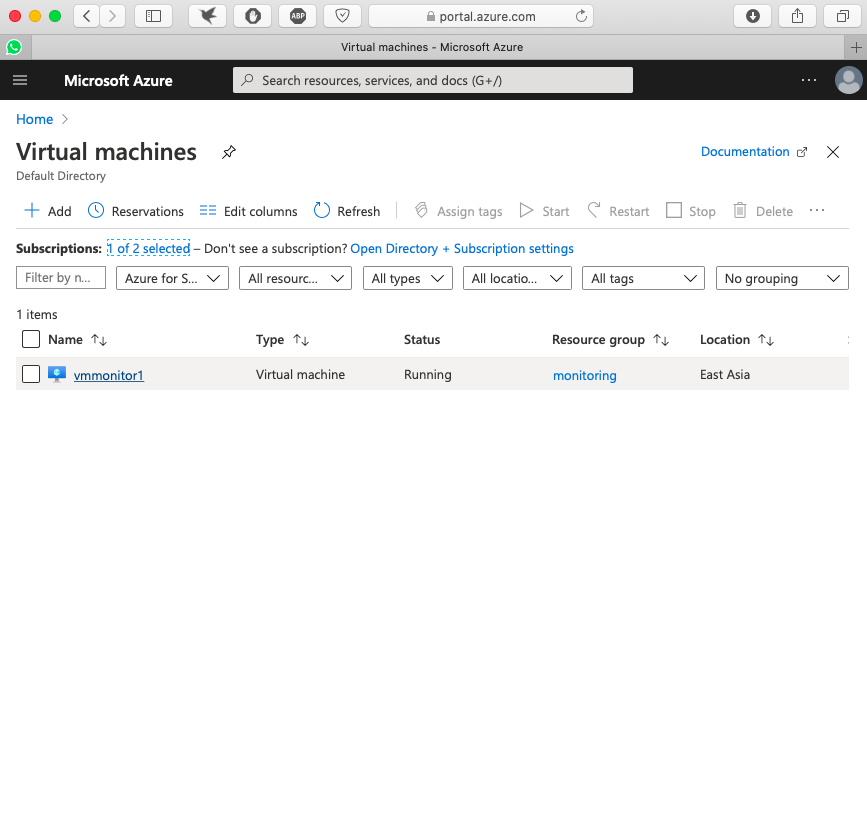 ABP
portal.azure.com
Virtual machines - Microsoft Azure
Microsoft Azure
Search resources, services, and docs (G+/)
Home
Virtual machines
Documentation
Default Directory
Add Reservations Edit columns Refresh Assign tags Start Restart Stop Delete
Subscriptions: 1 of 2 selected – Don't see a subscription? Open Directory + Subscription settings
Filter by n... Azure for S... All resourc... All types All locatio... All tags No grouping
1 items
Name Type Status Resource group Location
vmmonitor1 Virtual machine Running monitoring East Asia